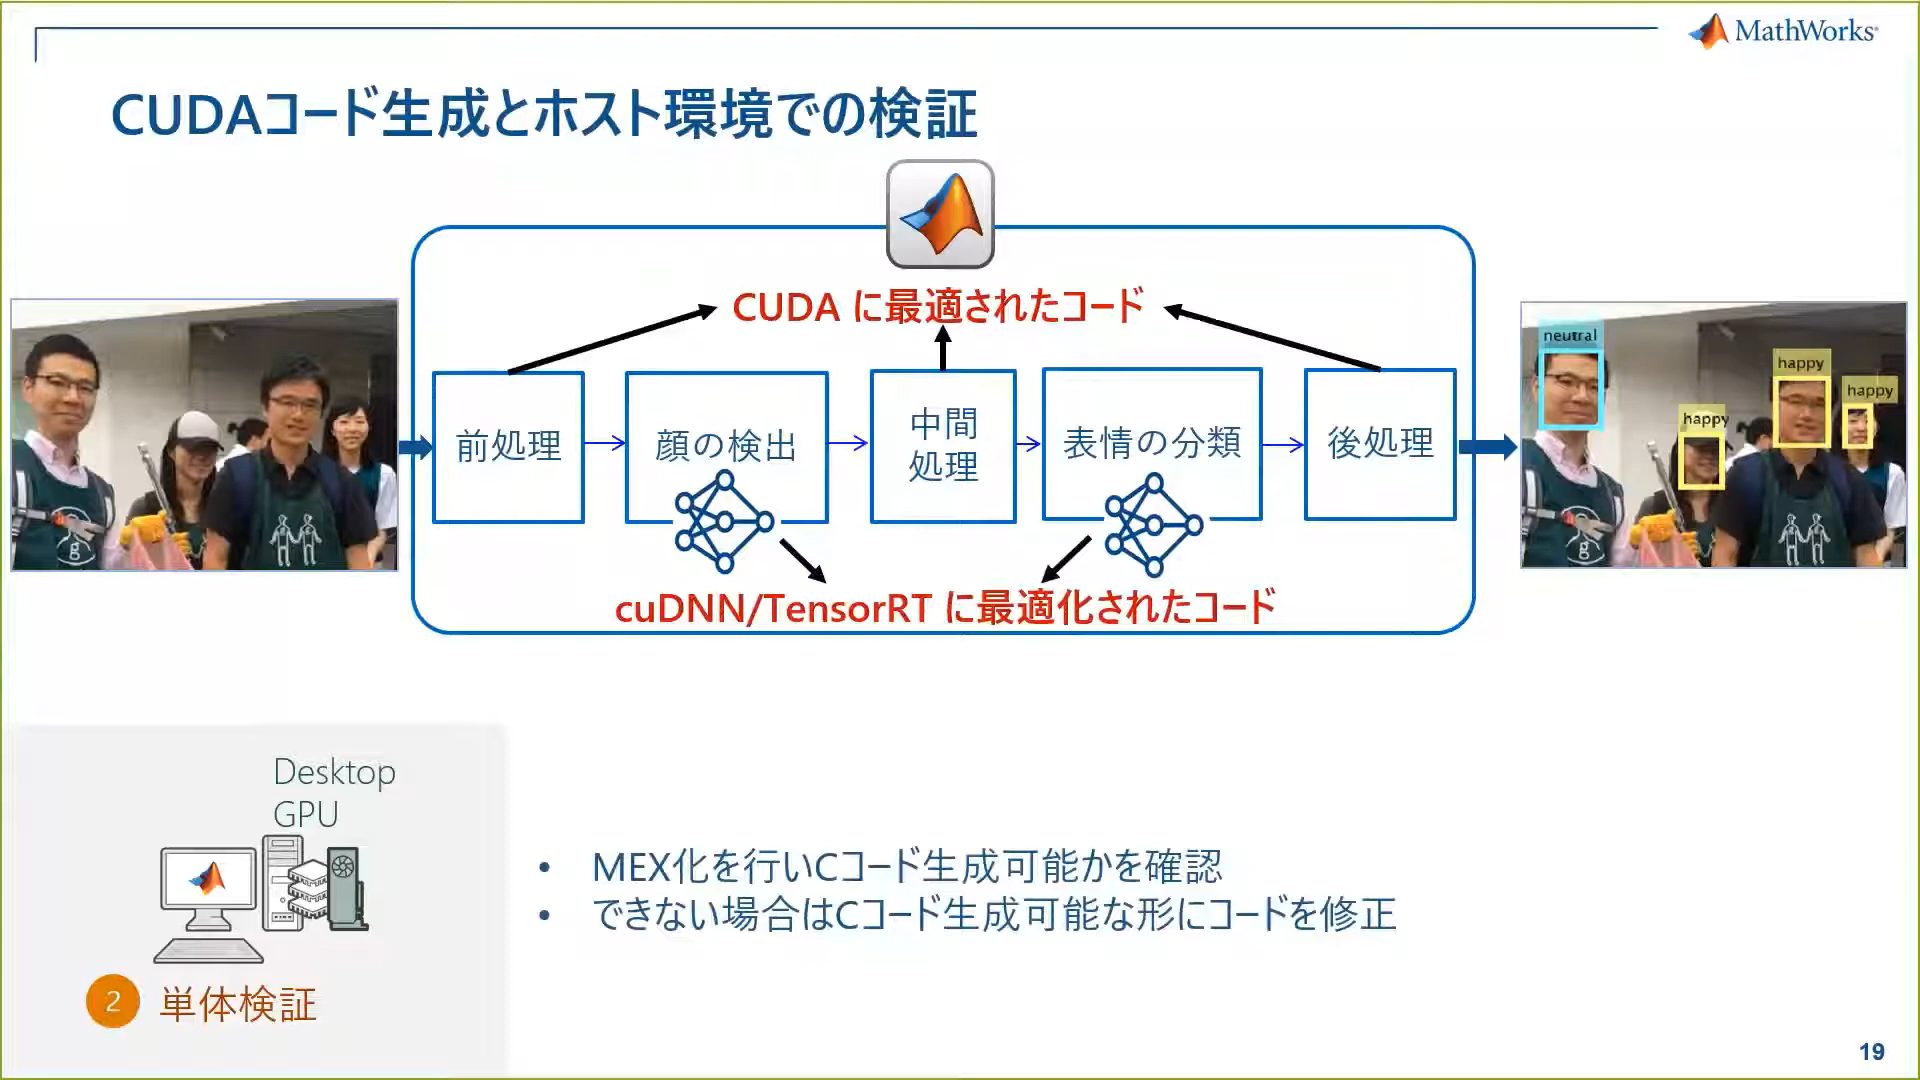 MathWorks®
CUDAコード生成とホスト環境での検証
CUDA に最適されたコード
前処理
顔の検出
中間
処理
表情の分類
後処理
cuDNN/TensorRT に最適化されたコード
neutral
happy
happy
happy
g
g
Desktop
GPU
2 単体検証
• MEX化を行いCコード生成可能かを確認
• できない場合はCコード生成可能な形にコードを修正
19